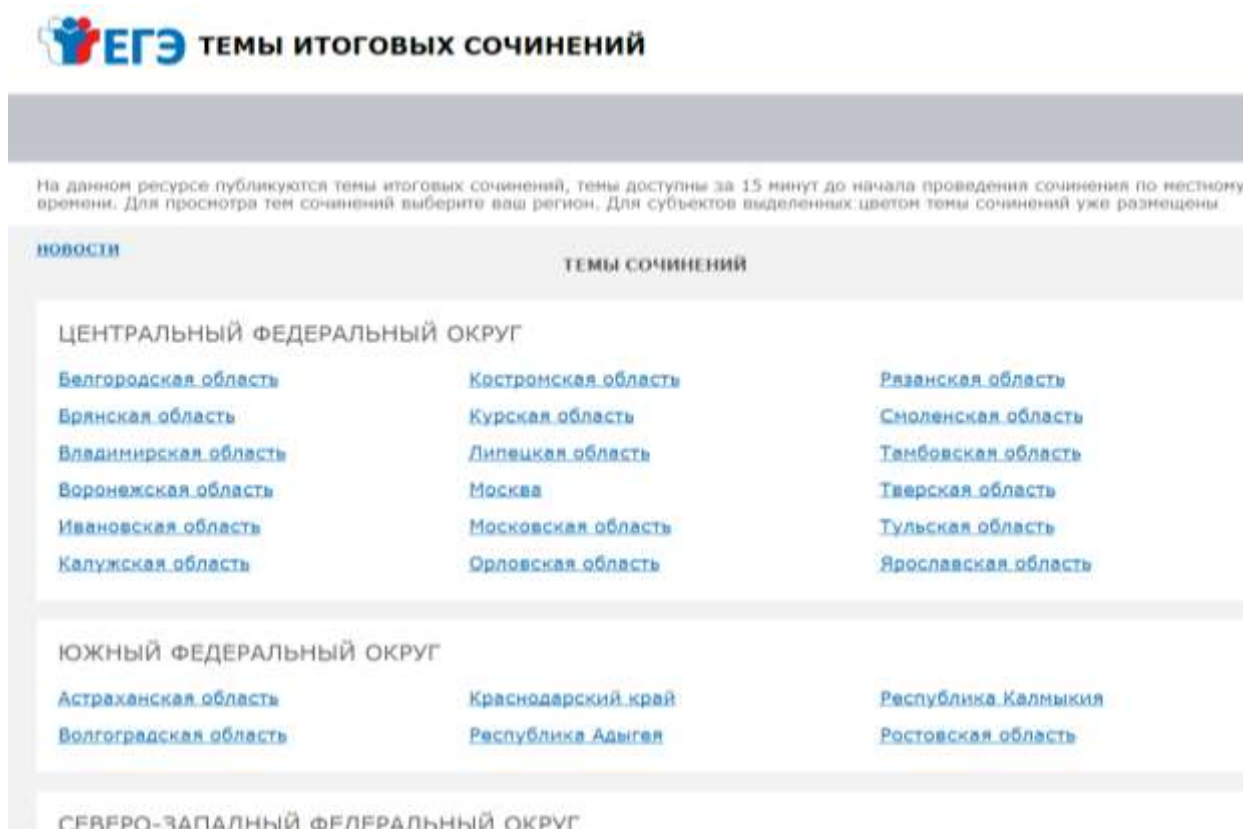 ЕГЭ ТЕМЫ ИТОГОВЫХ СОЧИНЕНИЙ
На данном ресурсе публикуются темы итоговых сочинений, темы доступны за 15 минут до начала проведения сочинения по местному
времени. Для просмотра тем сочинений выберите ваш регион. Для субъектов выделенных цветом темы сочинений уже размещены
НОВОСТИ
ТЕМЫ СОЧИНЕНИЙ
ЦЕНТРАЛЬНЫЙ ФЕДЕРАЛЬНЫЙ ОКРУГ
Белгородская область Костромская область Рязанская область
Брянская область Курская область Смоленская область
Владимирская область Липецкая область Тамбовская область
Воронежская область Москва Тверская область
Ивановская область Московская область Тульская область
Калужская область Орловская область Ярославская область
ЮЖНЫЙ ФЕДЕРАЛЬНЫЙ ОКРУГ
Астраханская область Краснодарский край Республика Калмыкия
Волгоградская область Республика Адыгея Ростовская область
СЕВЕРО-ЗАПАДНЫЙ ФЕДЕРАЛЬНЫЙ ОКРУГ